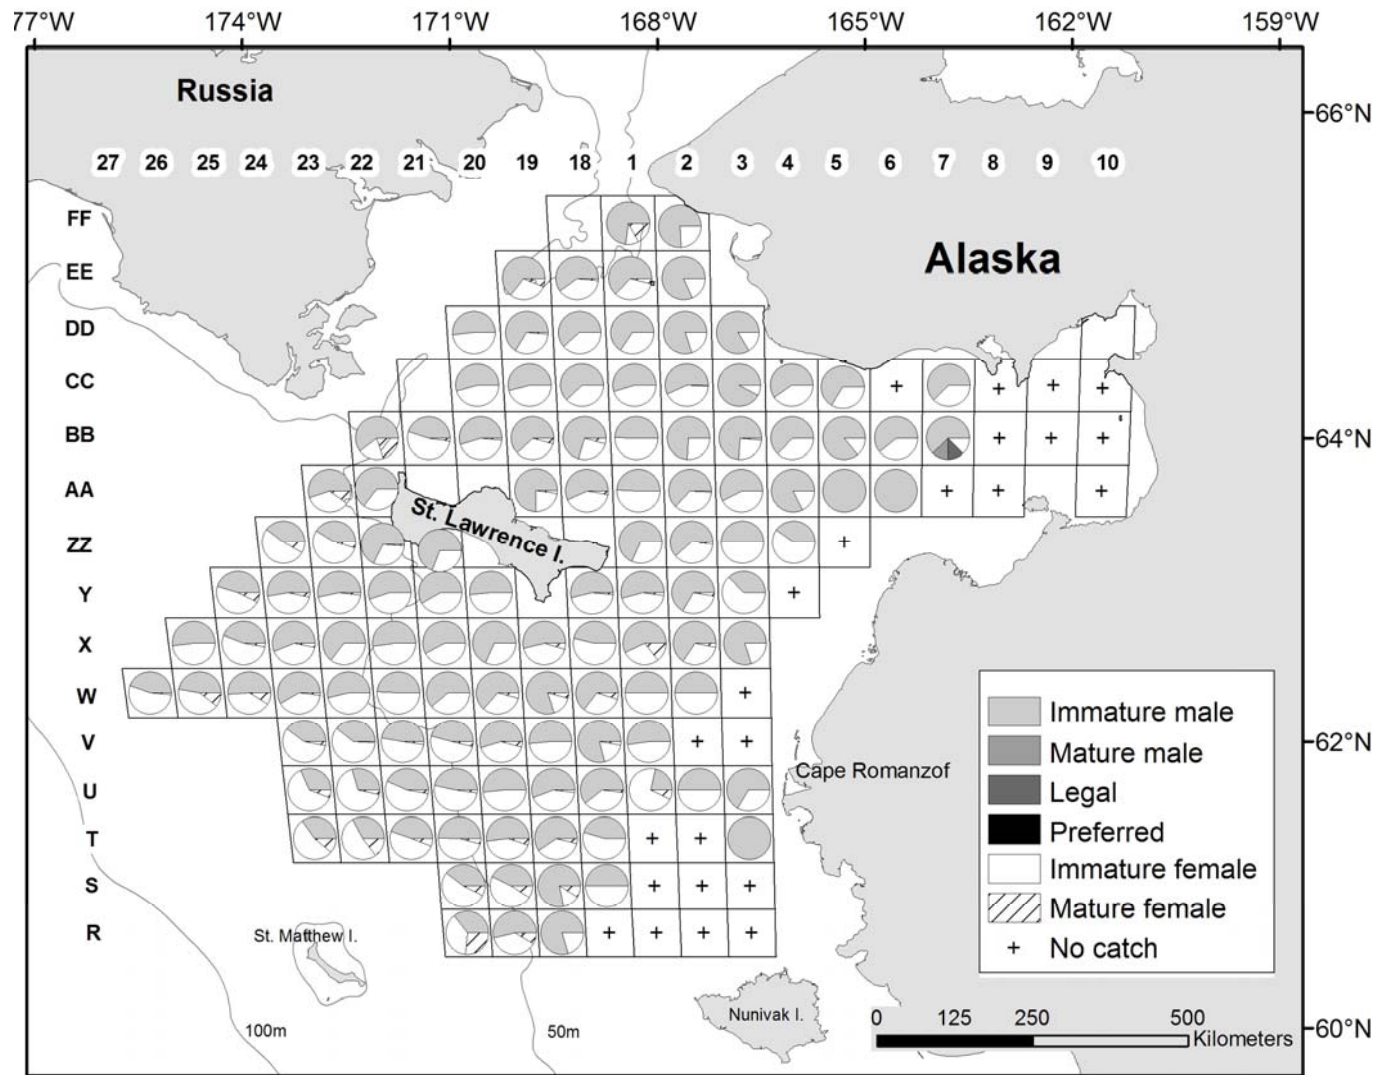 77°W 174°W 171°W 168°W 165°W 162°W 159°W
Russia
66°N
27 26 25 24 23 22 21 20 19 18 1 2 3 4 5 6 7 8 9 10
FF
Alaska
EE
DD
CC
BB
64°N
AA
St. Lawrence I.
ZZ
Y
X
W
Immature male
V
62°N
Mature male
Cape Romanzof
U
Legal
T
Preferred
Immature female
S
Mature female
R
St. Matthew I.
No catch
Nunivak I.
0 125 250 500
Kilometers
100m
50m
60°N